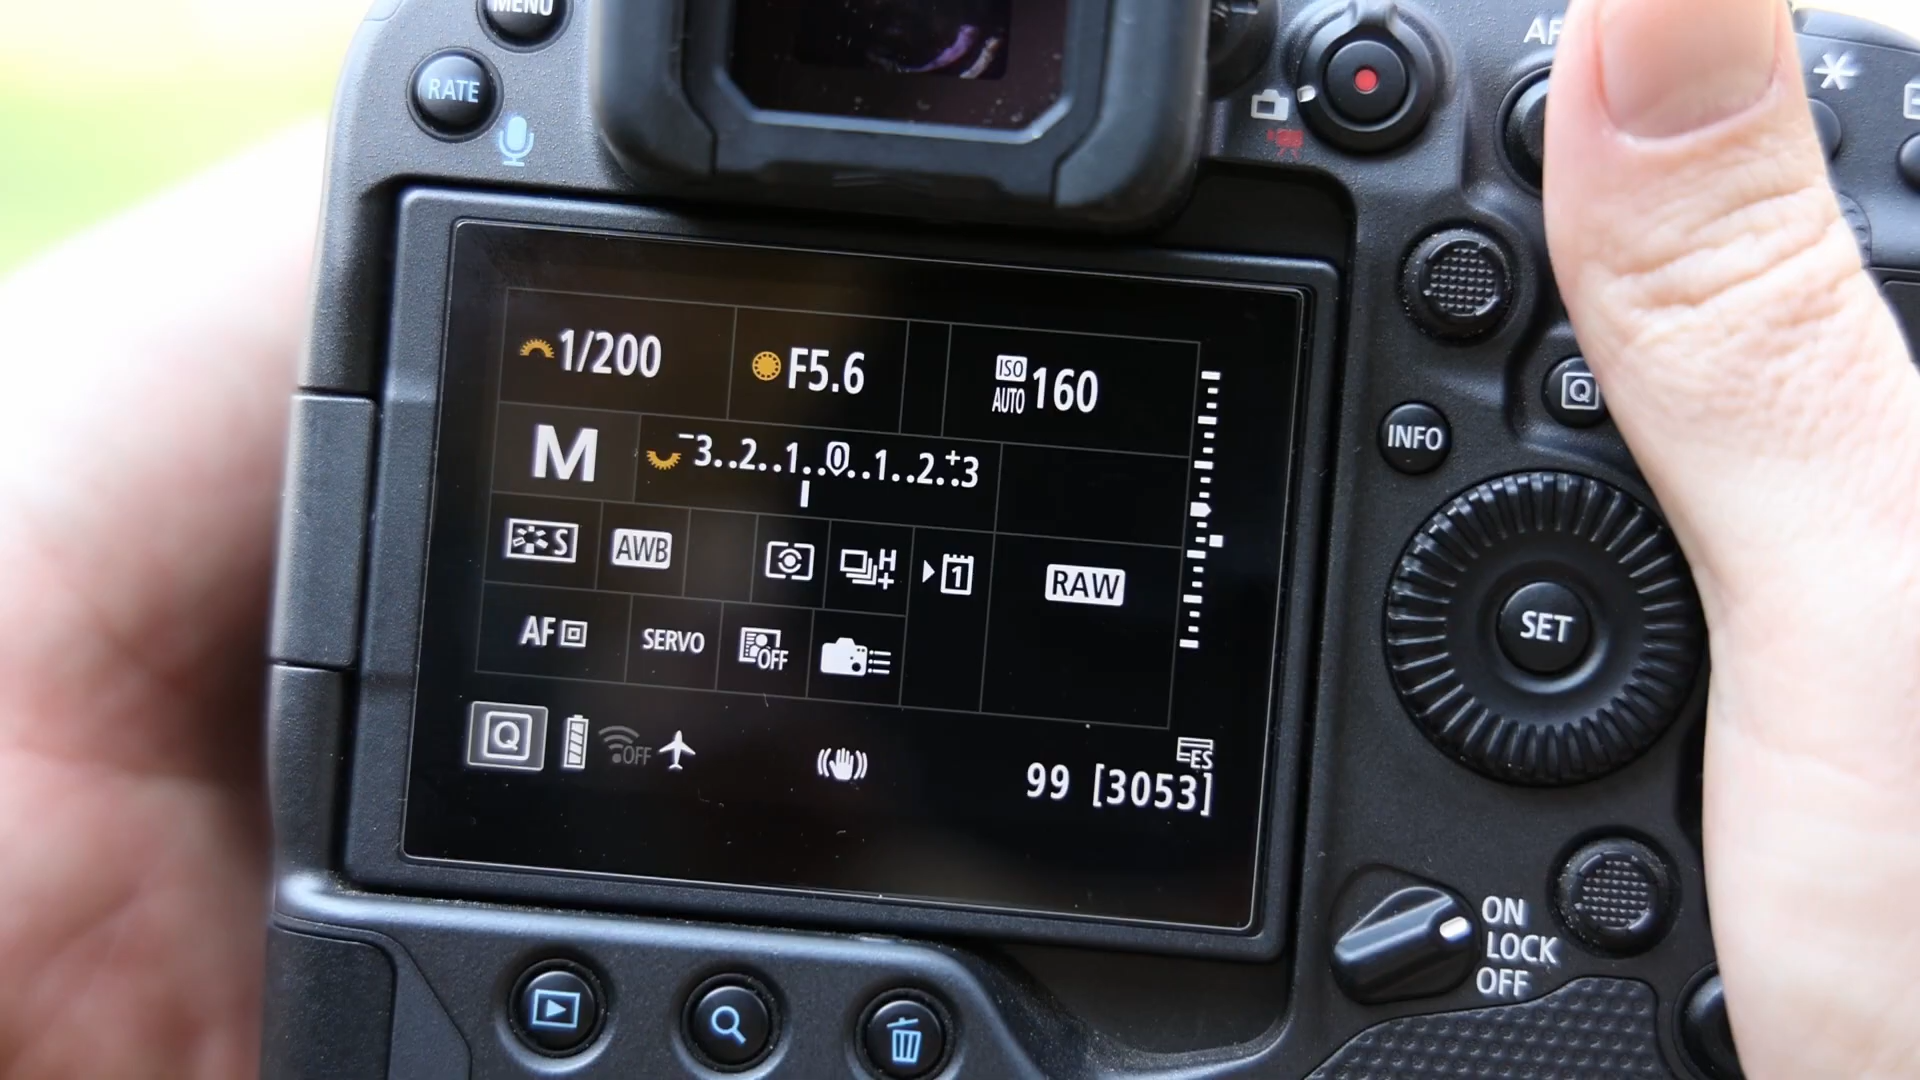 MENU
RATE
AF
1/200
F5.6
ISO AUTO 160
M
-3..2..1..0..1..2..+3
S
AWB
H+
1
RAW
AF
SERVO
OFF
Q
OFF
ES
99 [3053]
Q
INFO
SET
ON
LOCK
OFF